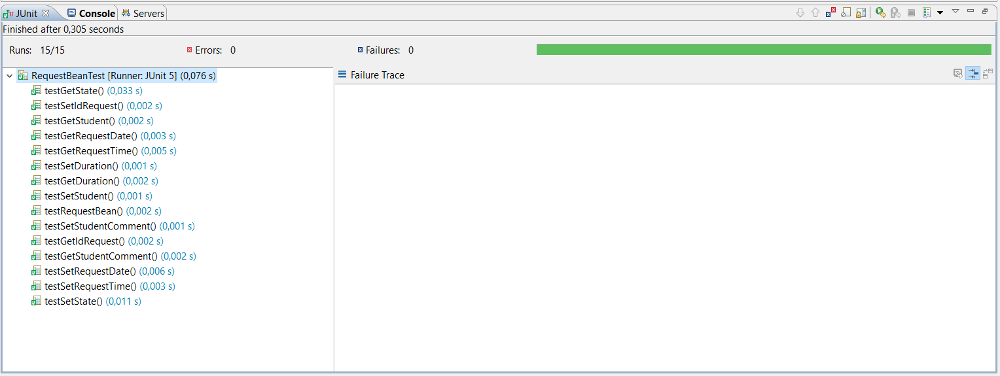 JUnit Console Servers
Finished after 0,305 seconds
Runs: 15/15 Errors: 0 Failures: 0
RequestBeanTest [Runner: JUnit 5] (0,076 s)
testGetState() (0,033 s)
testSetIdRequest() (0,002 s)
testGetStudent() (0,002 s)
testGetRequestDate() (0,003 s)
testGetRequestTime() (0,005 s)
testSetDuration() (0,001 s)
testGetDuration() (0,002 s)
testSetStudent() (0,001 s)
testRequestBean() (0,002 s)
testSetStudentComment() (0,001 s)
testGetIdRequest() (0,002 s)
testGetStudentComment() (0,002 s)
testSetRequestDate() (0,006 s)
testSetRequestTime() (0,003 s)
testSetState() (0,011 s)
Failure Trace